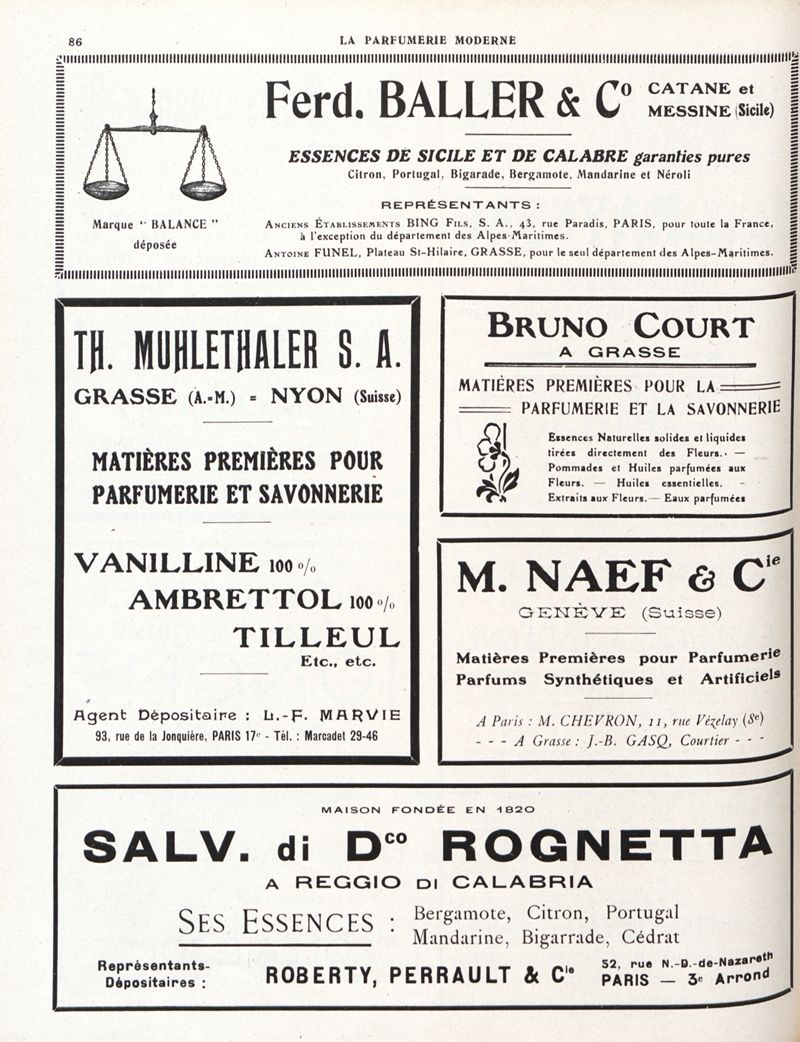 86
LA PARFUMERIE MODERNE
Ferd. BALLER & Cº CATANE et
MESSINE (Sicile)
ESSENCES DE SICILE ET DE CALABRE garanties pures
Citron, Portugal, Bigarade, Bergamote, Mandarine et Néroli
REPRÉSENTANTS :
ANCIENS ÉTABLISSEMENTS BING FILS, S. A., 43, rue Paradis, PARIS, pour toute la France,
à l'exception du département des Alpes-Maritimes.
ANTOINE FUNEL, Plateau St-Hilaire, GRASSE, pour le seul département des Alpes-Maritimes.
Marque " BALANCE "
déposée
TH. MUHLETHALER S. A.
GRASSE (A.-M.) = NYON (Suisse)
MATIÈRES PREMIÈRES POUR
PARFUMERIE ET SAVONNERIE
VANILLINE 100 %
AMBRETTOL 100 %
TILLEUL
Etc., etc.
Agent Dépositaire : L.-F. MARVIE
93, rue de la Jonquière, PARIS 17ᵉ - Tél. : Marcadet 29-46
BRUNO COURT
A GRASSE
MATIÈRES PREMIÈRES POUR LA
PARFUMERIE ET LA SAVONNERIE
Essences Naturelles solides et liquides
tirées directement des Fleurs.. —
Pommades et Huiles parfumées aux
Fleurs. — Huiles essentielles. -
Extraits aux Fleurs.— Eaux parfumées
M. NAEF & Cⁱᵉ
GENÈVE (Suisse)
Matières Premières pour Parfumerie
Parfums Synthétiques et Artificiels
A Paris : M. CHEVRON, 11, rue Vézelay (8ᵉ)
- - - A Grasse : J.-B. GASQ, Courtier - - -
MAISON FONDÉE EN 1820
SALV. di Dᶜᵒ ROGNETTA
A REGGIO DI CALABRIA
SES ESSENCES : Bergamote, Citron, Portugal
Mandarine, Bigarrade, Cédrat
Représentants-
Dépositaires :
ROBERTY, PERRAULT & Cⁱᵉ
52, rue N.-D.-de-Nazareth
PARIS — 3ᵉ Arrond